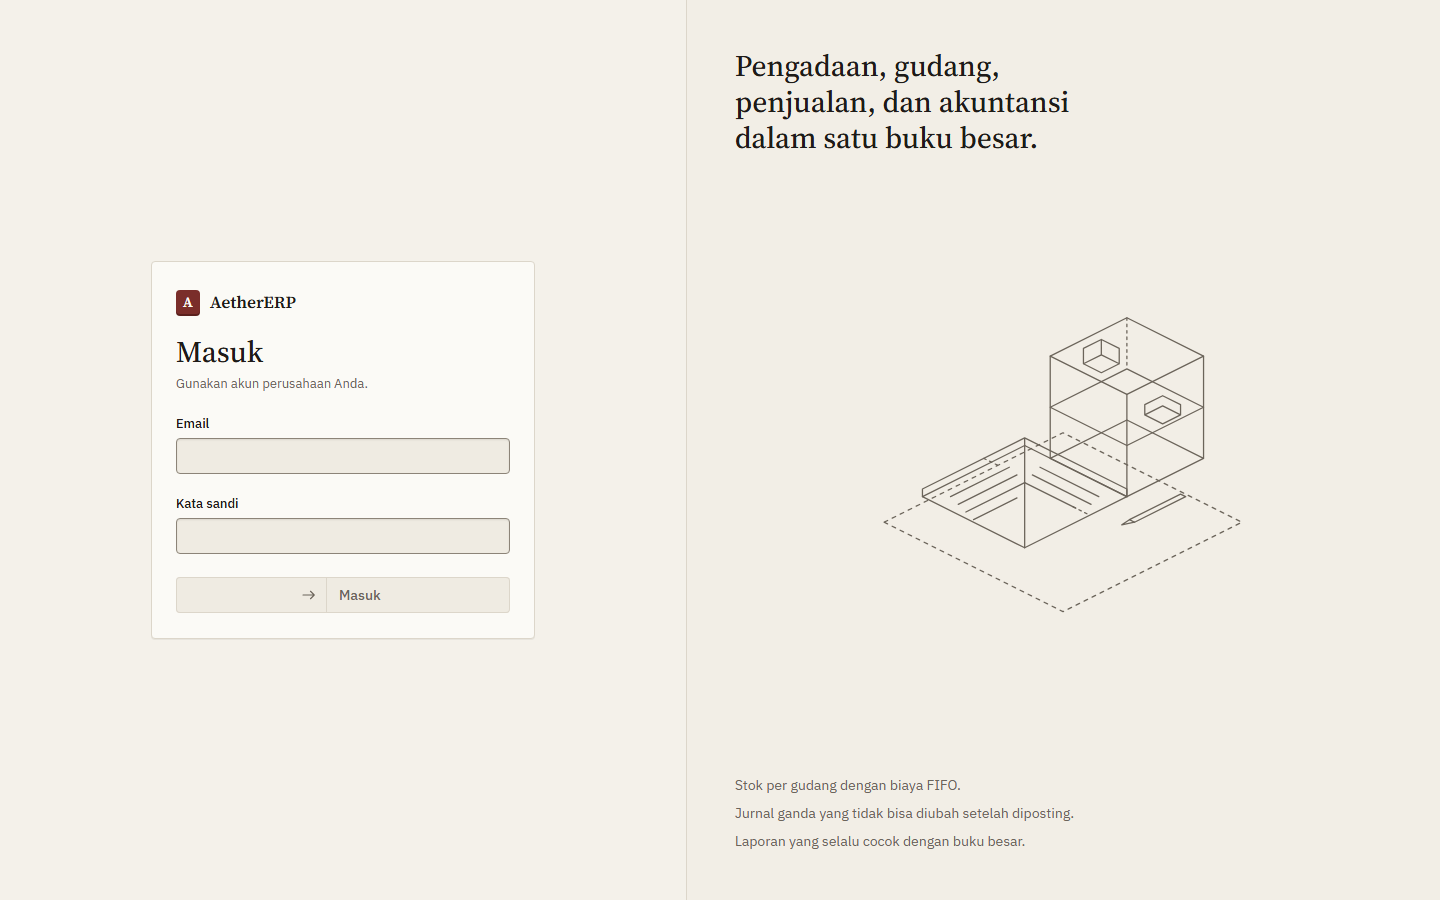 A AetherERP
Masuk
Gunakan akun perusahaan Anda.
Email
Kata sandi
→ Masuk
Pengadaan, gudang,
penjualan, dan akuntansi
dalam satu buku besar.
Stok per gudang dengan biaya FIFO.
Jurnal ganda yang tidak bisa diubah setelah diposting.
Laporan yang selalu cocok dengan buku besar.